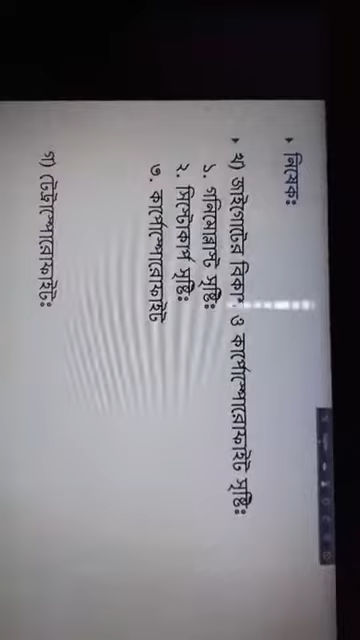 নিষেক:
খ) জাইগোটের বিকাশ ও কার্পোস্পোরোফাইট সৃষ্টি:
১. গনিমোব্লাস্ট সৃষ্টি:
২. সিস্টোকার্প সৃষ্টি:
৩. কার্পোস্পোরোফাইট
গ) টেট্রাস্পোরোফাইট: